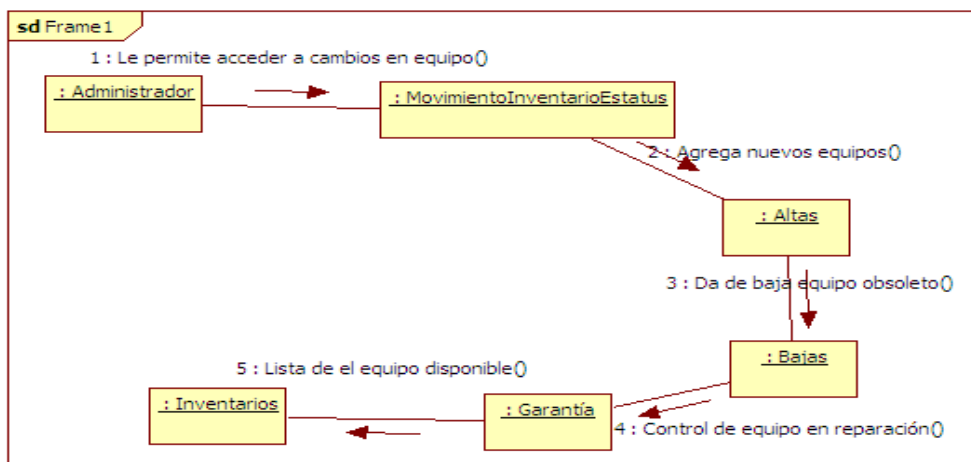 sd Frame1
1 : Le permite acceder a cambios en equipo()
: Administrador
: MovimientoInventarioEstatus
2 : Agrega nuevos equipos()
: Altas
3 : Da de baja equipo obsoleto()
: Bajas
5 : Lista de el equipo disponible()
: Inventarios
: Garantía
4 : Control de equipo en reparación()